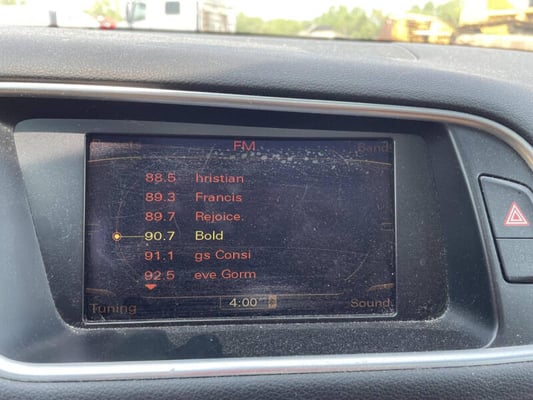 FM
Band
88.5 hristian
89.3 Francis
89.7 Rejoice.
90.7 Bold
91.1 gs Consi
92.5 eve Gorm
Tuning 4:00 Sound